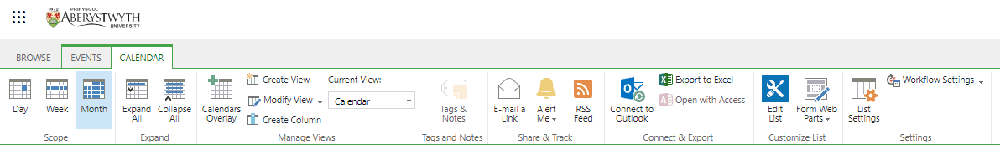 1872
PRIFYSGOL
ABERYSTWYTH
UNIVERSITY
BROWSE
EVENTS
CALENDAR
Day
Week
Month
Scope
Expand
All
Collapse
All
Expand
Calendars
Overlay
Create View
Modify View
Create Column
Current View:
Calendar
Manage Views
Tags &
Notes
Tags and Notes
E-mail a
Link
Alert
Me
RSS
Feed
Share & Track
Connect to
Outlook
Export to Excel
Open with Access
Connect & Export
Edit
List
Form Web
Parts
Customize List
List
Settings
Workflow Settings
Settings